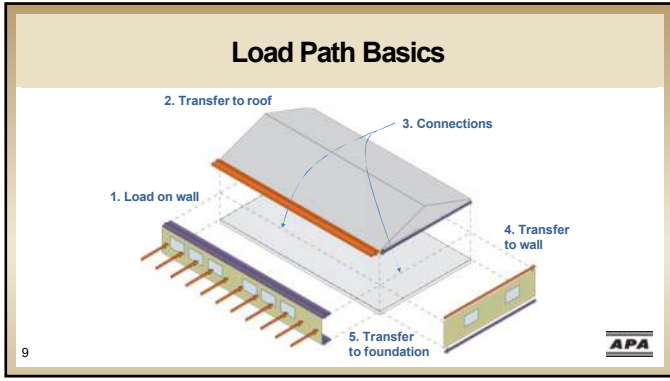 Load Path Basics
2. Transfer to roof
3. Connections
1. Load on wall
4. Transfer
to wall
5. Transfer
to foundation
9
APA